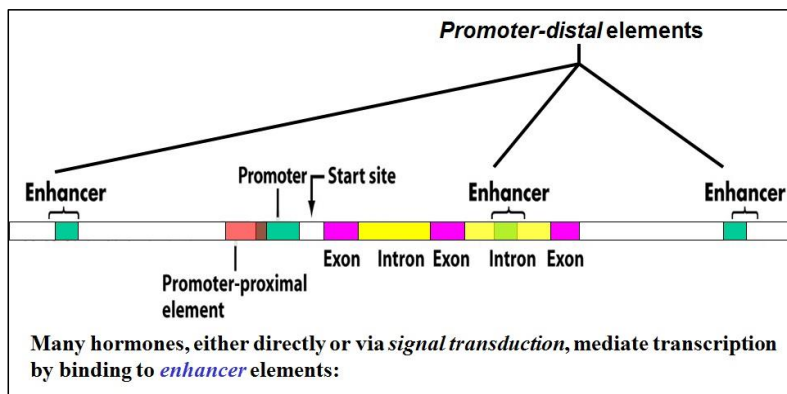 Promoter-distal elements
Promoter
Start site
Enhancer
Enhancer
Enhancer
Exon
Intron
Exon
Intron
Exon
Promoter-proximal
element
Many hormones, either directly or via signal transduction, mediate transcription
by binding to enhancer elements: